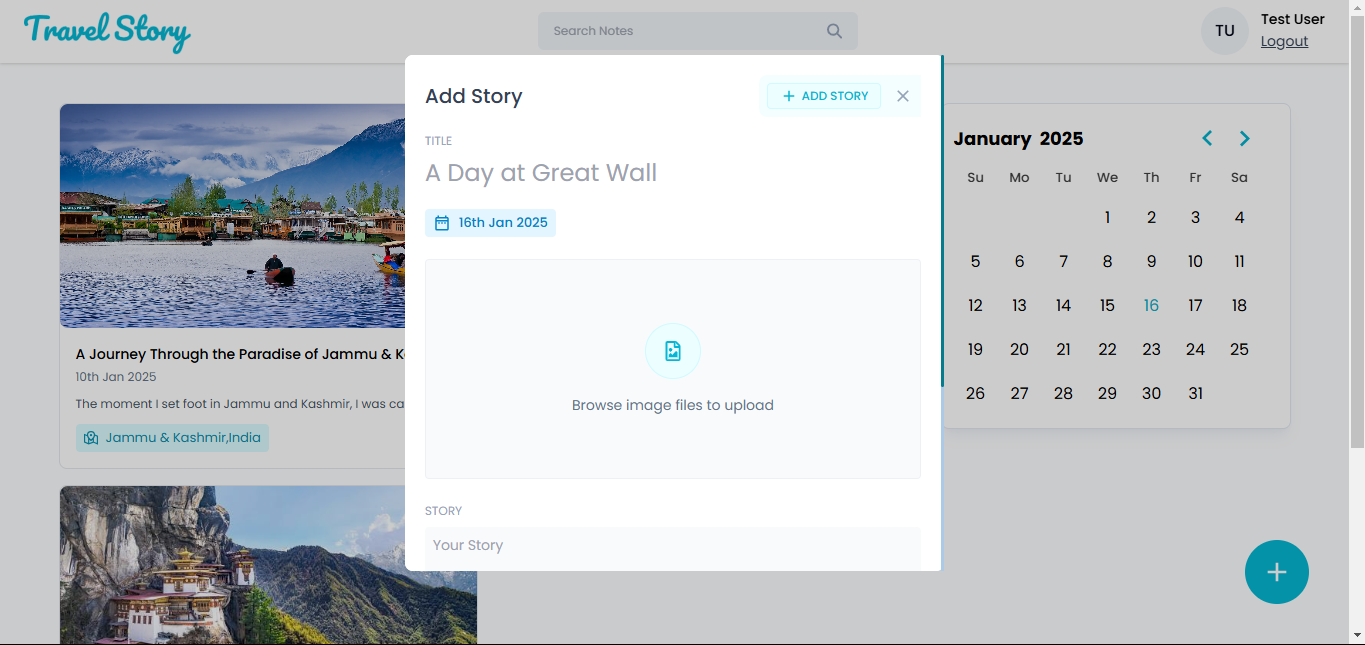 Travel Story
Search Notes
TU
Test User
Logout
Add Story
+ ADD STORY
TITLE
A Day at Great Wall
16th Jan 2025
Browse image files to upload
STORY
Your Story
A Journey Through the Paradise of Jammu & K
10th Jan 2025
The moment I set foot in Jammu and Kashmir, I was ca
Jammu & Kashmir,India
January 2025
Su Mo Tu We Th Fr Sa
1 2 3 4
5 6 7 8 9 10 11
12 13 14 15 16 17 18
19 20 21 22 23 24 25
26 27 28 29 30 31
+